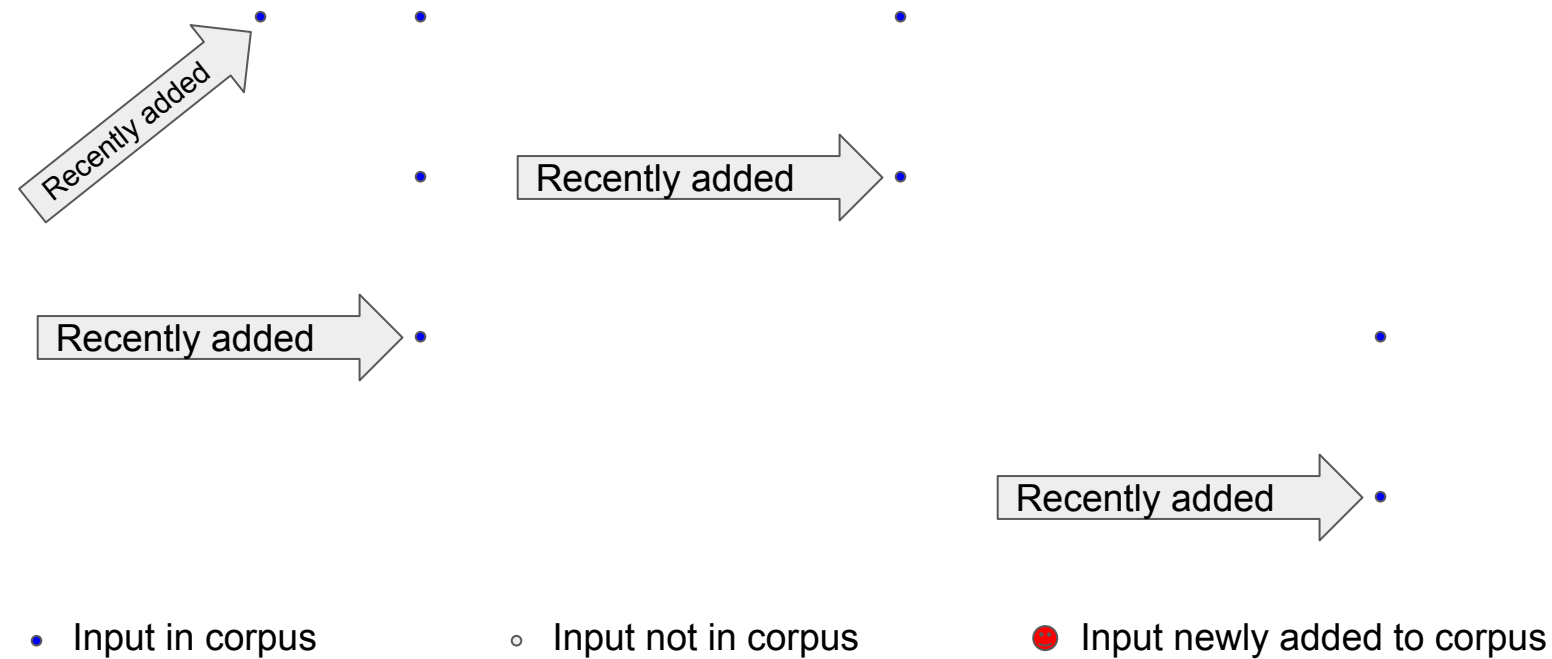 Recently added
Recently added
Recently added
Recently added
Input in corpus
Input not in corpus
Input newly added to corpus